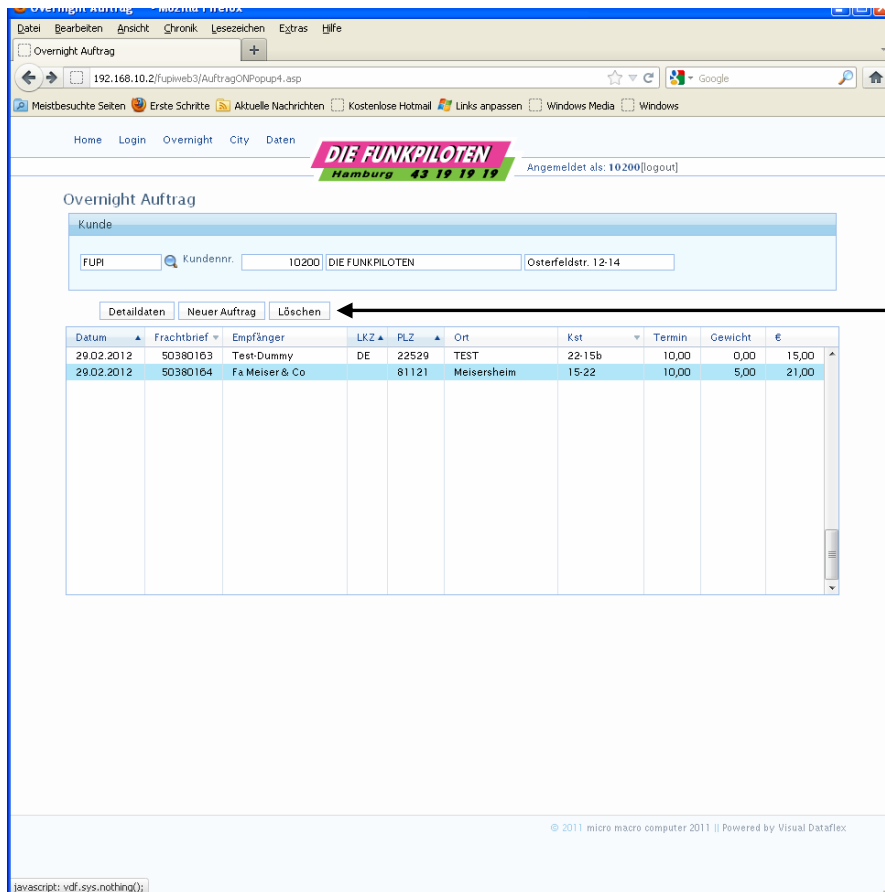 Overnight Auftrag - Mozilla Firefox
Datei Bearbeiten Ansicht Chronik Lesezeichen Extras Hilfe
Overnight Auftrag +
192.168.10.2/fupiweb3/AuftragONPopup4.asp Google
Meistbesuchte Seiten Erste Schritte Aktuelle Nachrichten Kostenlose Hotmail Links anpassen Windows Media Windows
Home Login Overnight City Daten
DIE FUNKPILOTEN
Hamburg 43 19 19 19
Angemeldet als: 10200[logout]
Overnight Auftrag
Kunde
FUPI Kundennr. 10200 DIE FUNKPILOTEN Osterfeldstr. 12-14
Detaildaten Neuer Auftrag Löschen
Datum Frachtbrief Empfänger LKZ PLZ Ort Kst Termin Gewicht €
29.02.2012 50380163 Test-Dummy DE 22529 TEST 22-15b 10,00 0,00 15,00
29.02.2012 50380164 Fa Meiser & Co 81121 Meisersheim 15-22 10,00 5,00 21,00
© 2011 micro macro computer 2011 || Powered by Visual Dataflex
javascript: vdf.sys.nothing();